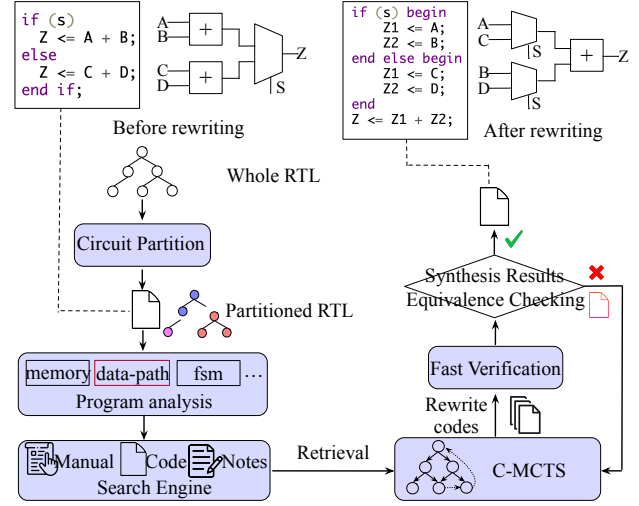 if (s)
Z <= A + B;
else
Z <= C + D;
end if;
A
B
+
C
D
+
S
Z
Before rewriting
if (s) begin
Z1 <= A;
Z2 <= B;
end else begin
Z1 <= C;
Z2 <= D;
end
Z <= Z1 + Z2;
A
C
B
D
S
+
Z
After rewriting
Whole RTL
Circuit Partition
Partitioned RTL
memory data-path fsm ...
Program analysis
Manual Code Notes
Search Engine
Retrieval
C-MCTS
Rewrite
codes
Fast Verification
Synthesis Results
Equivalence Checking